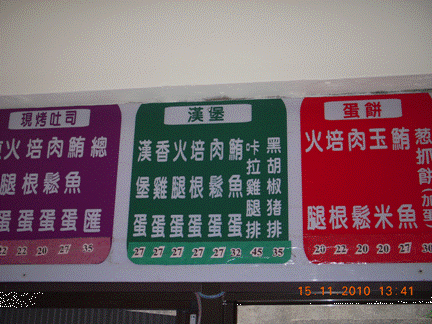 現烤吐司
火腿蛋 22
培根蛋 22
肉鬆蛋 20
鮪魚蛋 27
總匯 35
漢堡
漢堡蛋 27
香雞蛋 27
火腿蛋 27
培根蛋 27
肉鬆蛋 27
鮪魚蛋 32
咔拉雞腿排 45
黑胡椒豬排 35
蛋餅
火腿 20
培根 22
肉鬆 20
玉米 20
鮪魚 27
蔥抓餅(加蛋) 30
15.11.2010 13:41